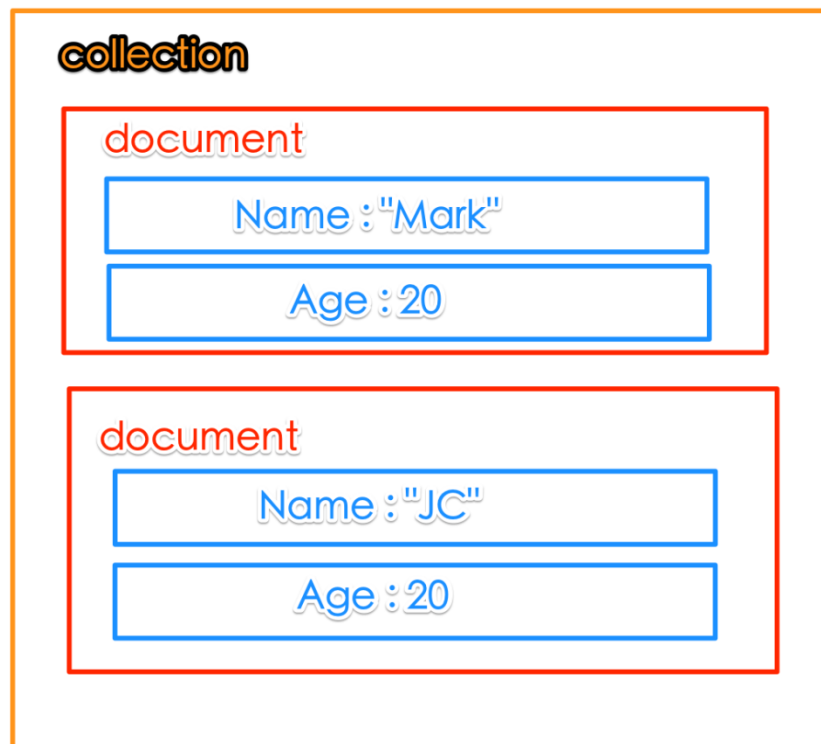 collection
document
Name : "Mark"
Age : 20
document
Name : "JC"
Age : 20